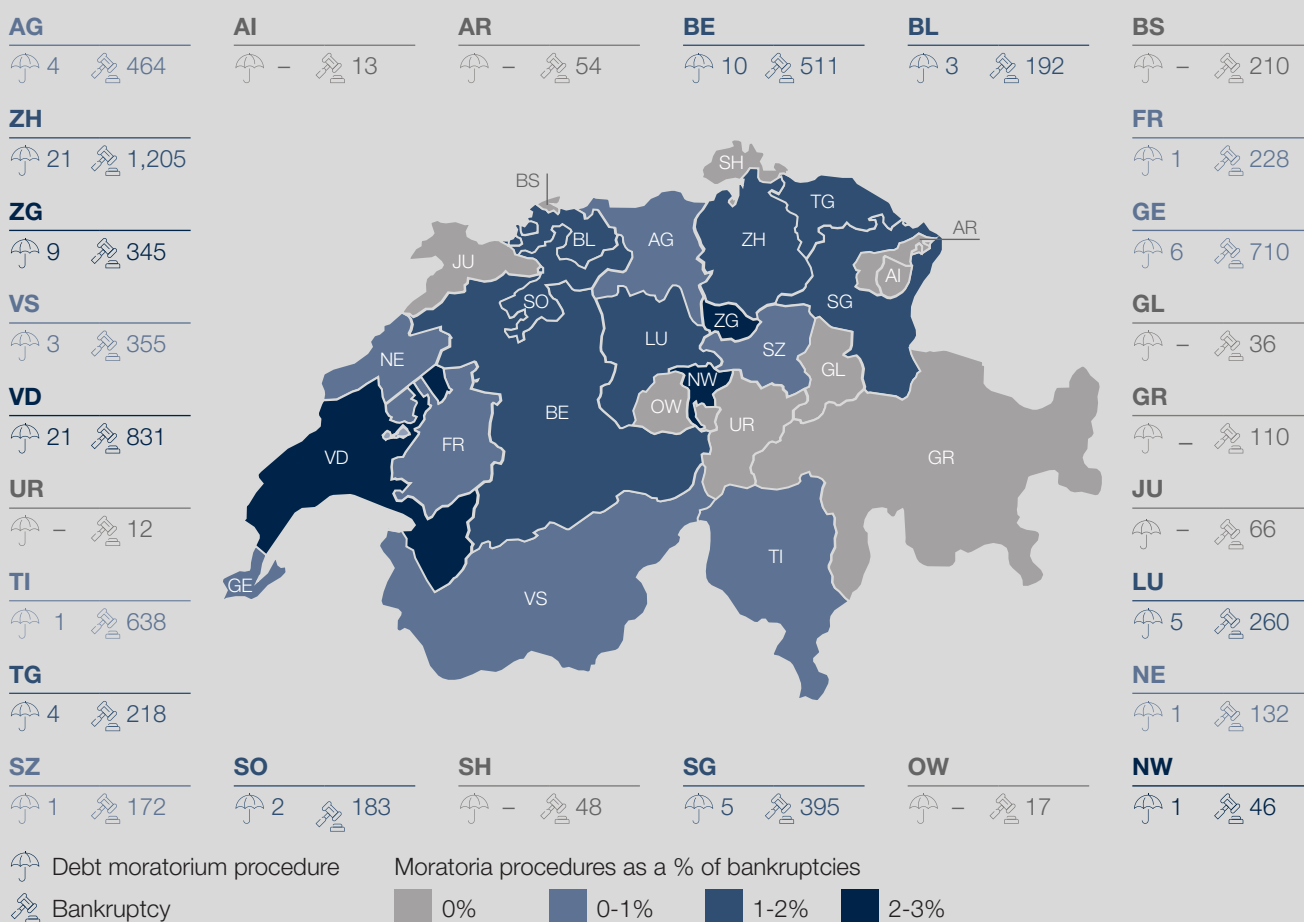 AG
4 464
AI
– 13
AR
– 54
BE
10 511
BL
3 192
BS
– 210
ZH
21 1,205
ZG
9 345
VS
3 355
VD
21 831
UR
– 12
TI
1 638
TG
4 218
FR
1 228
GE
6 710
GL
– 36
GR
– 110
JU
– 66
LU
5 260
NE
1 132
SH
BS
TG
AR
BL
AG
ZH
JU
AI
SO
SG
ZG
LU
NE
SZ
GL
NW
OW
BE
UR
FR
VD
GR
TI
GE
VS
SZ
1 172
SO
2 183
SH
– 48
SG
5 395
OW
– 17
NW
1 46
Debt moratorium procedure
Bankruptcy
Moratoria procedures as a % of bankruptcies
0% 0-1% 1-2% 2-3%